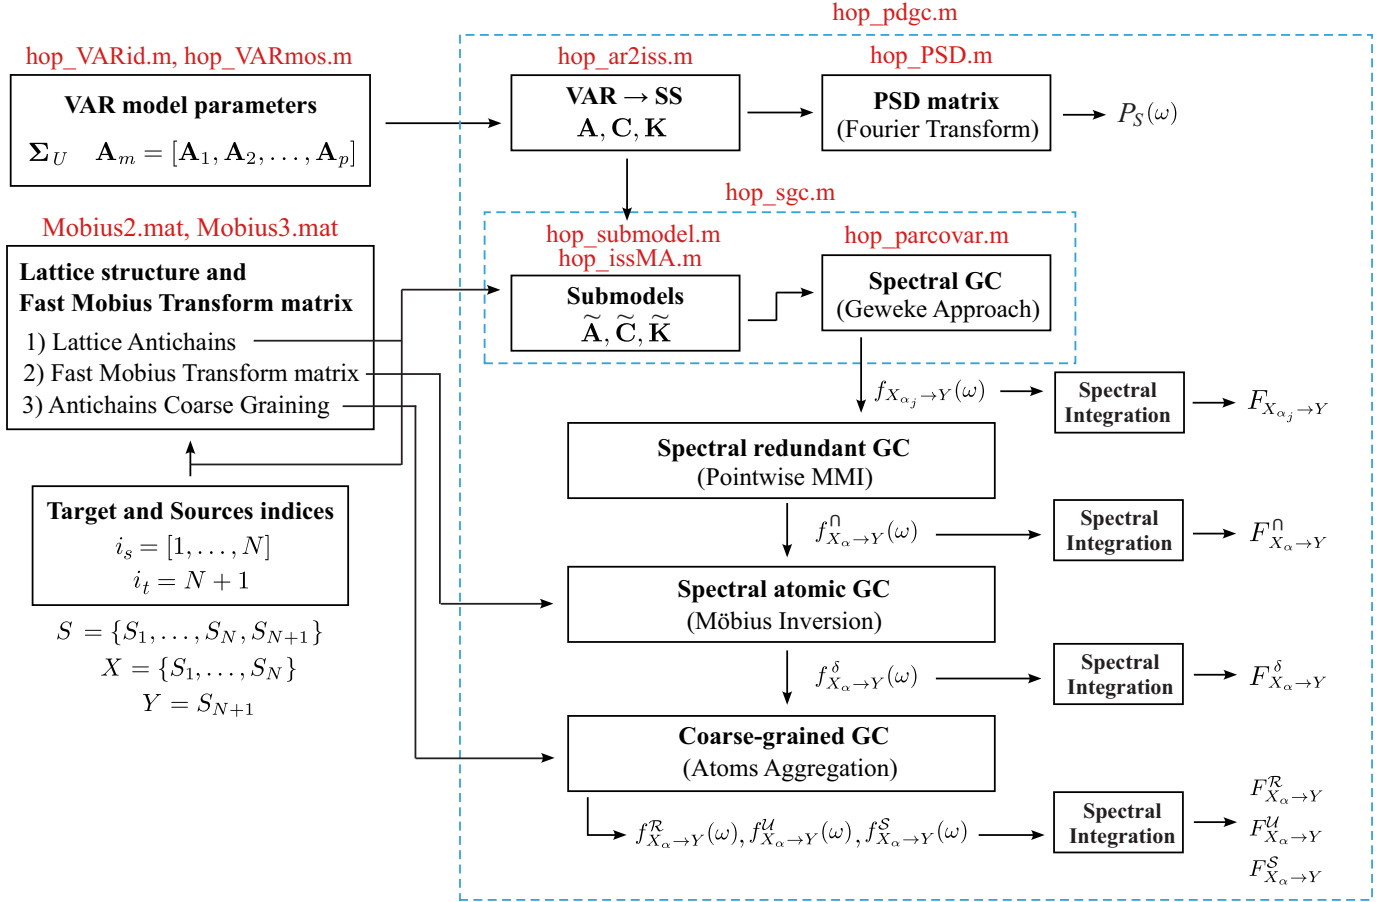 hop_pdgc.m
hop_VARid.m, hop_VARmos.m
VAR model parameters
Σ_U A_m = [A_1, A_2, . . . , A_p]
hop_ar2iss.m
VAR → SS
A, C, K
hop_PSD.m
PSD matrix
(Fourier Transform)
P_S(ω)
Mobius2.mat, Mobius3.mat
Lattice structure and
Fast Mobius Transform matrix
1) Lattice Antichains
2) Fast Mobius Transform matrix
3) Antichains Coarse Graining
hop_sgc.m
hop_submodel.m
hop_issMA.m
Submodels
Ã, C̃, K̃
hop_parcovar.m
Spectral GC
(Geweke Approach)
f_{X_{α_j}→Y}(ω)
Spectral
Integration
F_{X_{α_j}→Y}
Target and Sources indices
i_s = [1, . . . , N]
i_t = N + 1
S = {S_1, . . . , S_N, S_{N+1}}
X = {S_1, . . . , S_N}
Y = S_{N+1}
Spectral redundant GC
(Pointwise MMI)
f^∩_{X_α→Y}(ω)
Spectral
Integration
F^∩_{X_α→Y}
Spectral atomic GC
(Möbius Inversion)
f^δ_{X_α→Y}(ω)
Spectral
Integration
F^δ_{X_α→Y}
Coarse-grained GC
(Atoms Aggregation)
f^R_{X_α→Y}(ω), f^U_{X_α→Y}(ω), f^S_{X_α→Y}(ω)
Spectral
Integration
F^R_{X_α→Y}
F^U_{X_α→Y}
F^S_{X_α→Y}